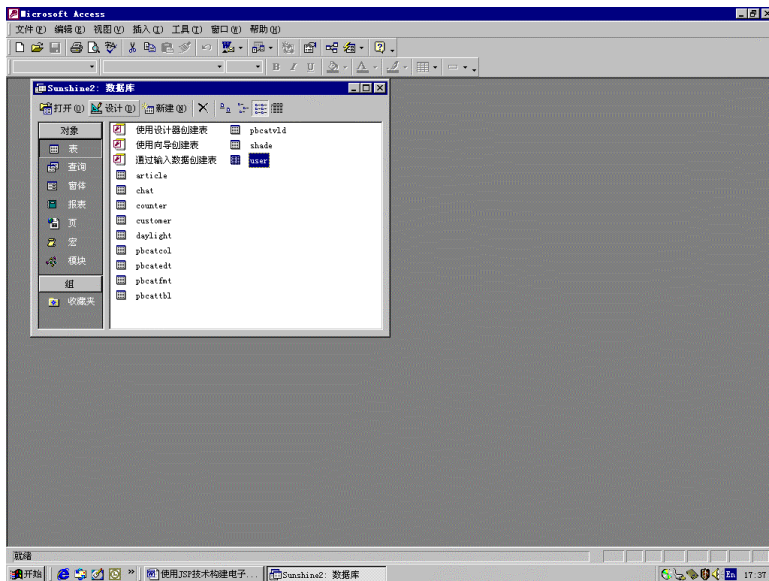 Microsoft Access
文件(F) 编辑(E) 视图(V) 插入(I) 工具(T) 窗口(W) 帮助(H)
B I U
Sunshine2: 数据库
打开(O) 设计(D) 新建(N)
对象
表
查询
窗体
报表
页
宏
模块
组
收藏夹
使用设计器创建表
使用向导创建表
通过输入数据创建表
article
chat
counter
customer
daylight
pbcatcol
pbcatedt
pbcatfmt
pbcattbl
pbcatvld
shade
user
就绪
开始 使用JSP技术构建电子... Sunshine2: 数据库 En 17:37